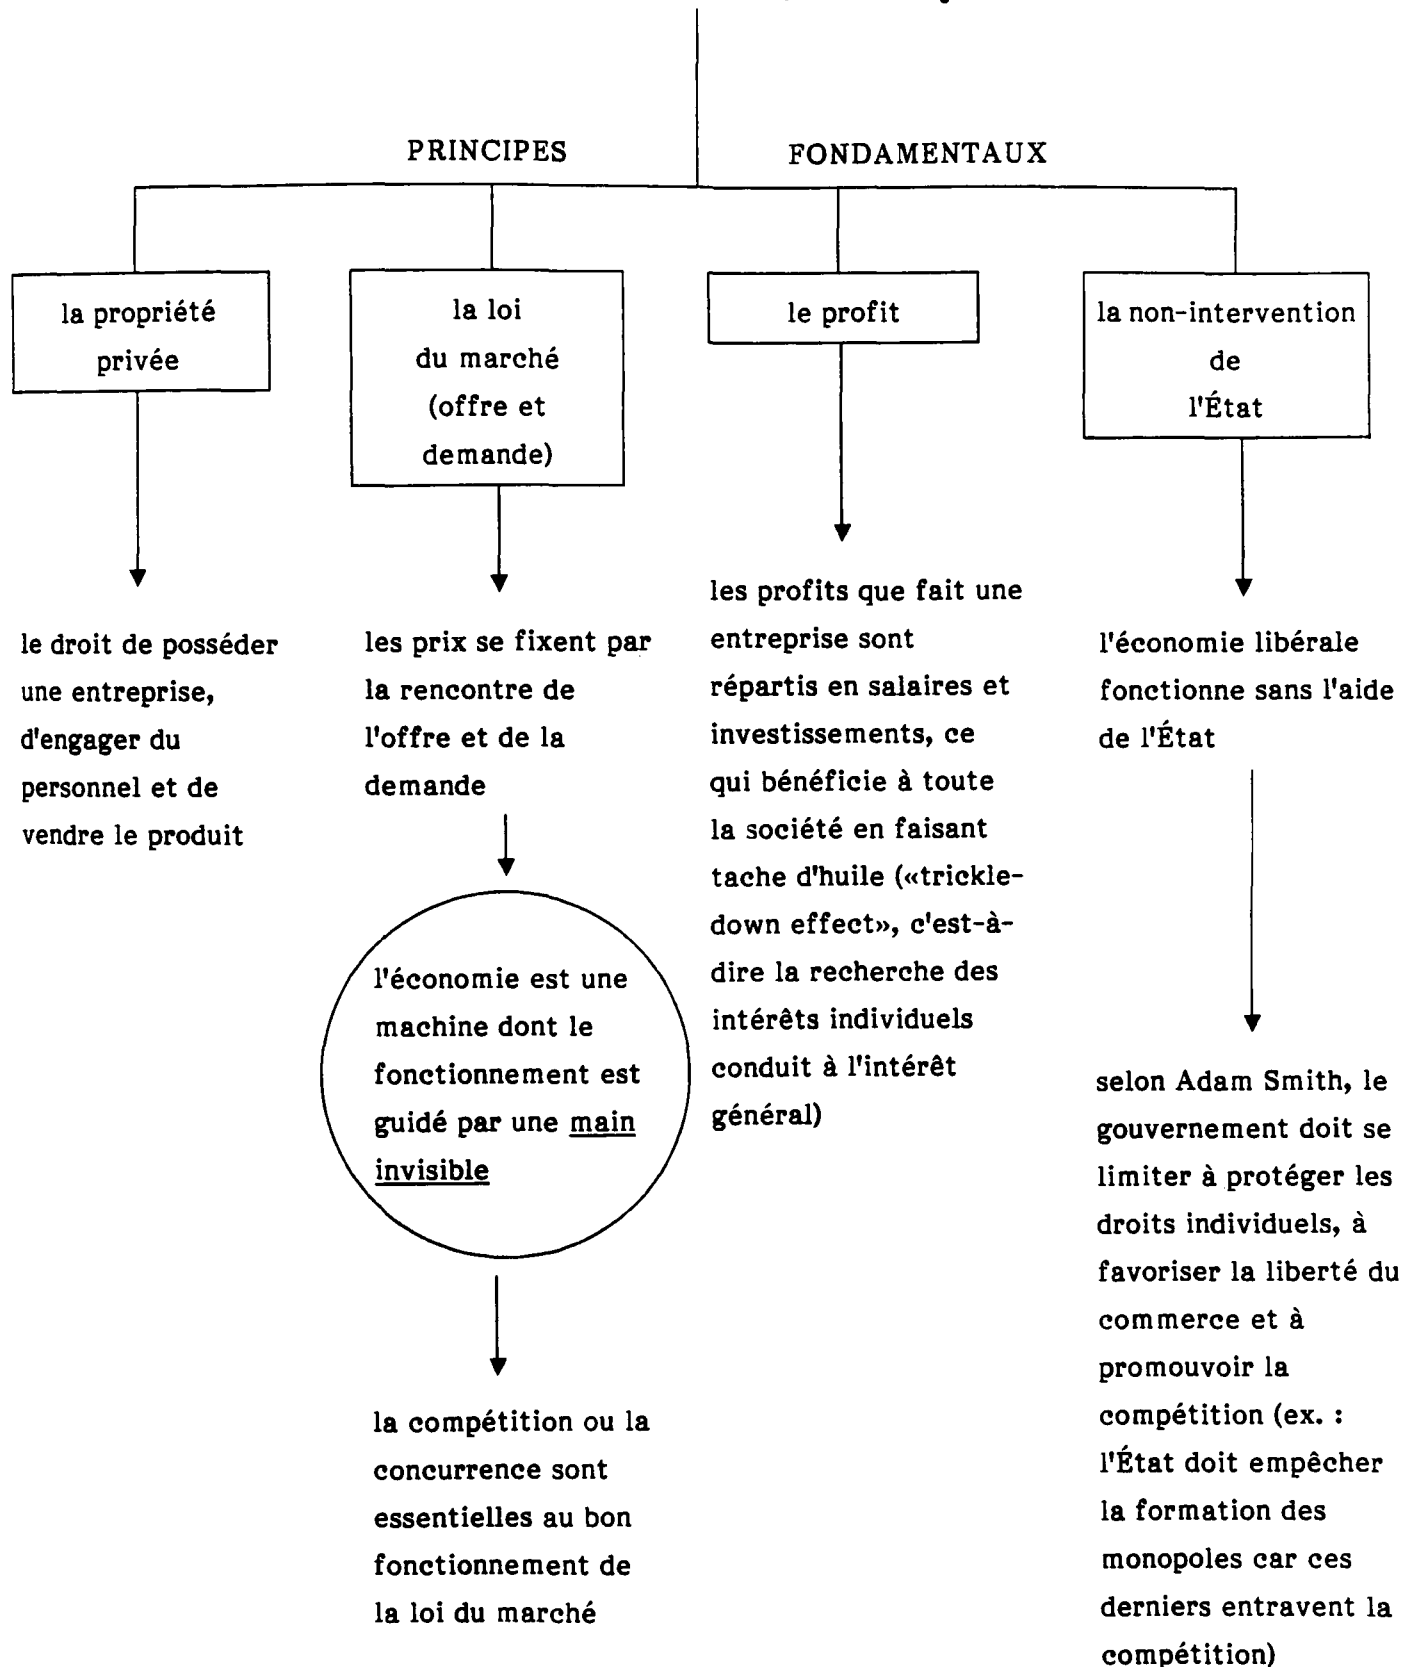 PRINCIPES FONDAMENTAUX
la propriété
privée
le droit de posséder
une entreprise,
d'engager du
personnel et de
vendre le produit
la loi
du marché
(offre et
demande)
les prix se fixent par
la rencontre de
l'offre et de la
demande
l'économie est une
machine dont le
fonctionnement est
guidé par une main
invisible
la compétition ou la
concurrence sont
essentielles au bon
fonctionnement de
la loi du marché
le profit
les profits que fait une
entreprise sont
répartis en salaires et
investissements, ce
qui bénéficie à toute
la société en faisant
tache d'huile («trickle-
down effect», c'est-à-
dire la recherche des
intérêts individuels
conduit à l'intérêt
général)
la non-intervention
de
l'État
l'économie libérale
fonctionne sans l'aide
de l'État
selon Adam Smith, le
gouvernement doit se
limiter à protéger les
droits individuels, à
favoriser la liberté du
commerce et à
promouvoir la
compétition (ex. :
l'État doit empêcher
la formation des
monopoles car ces
derniers entravent la
compétition)